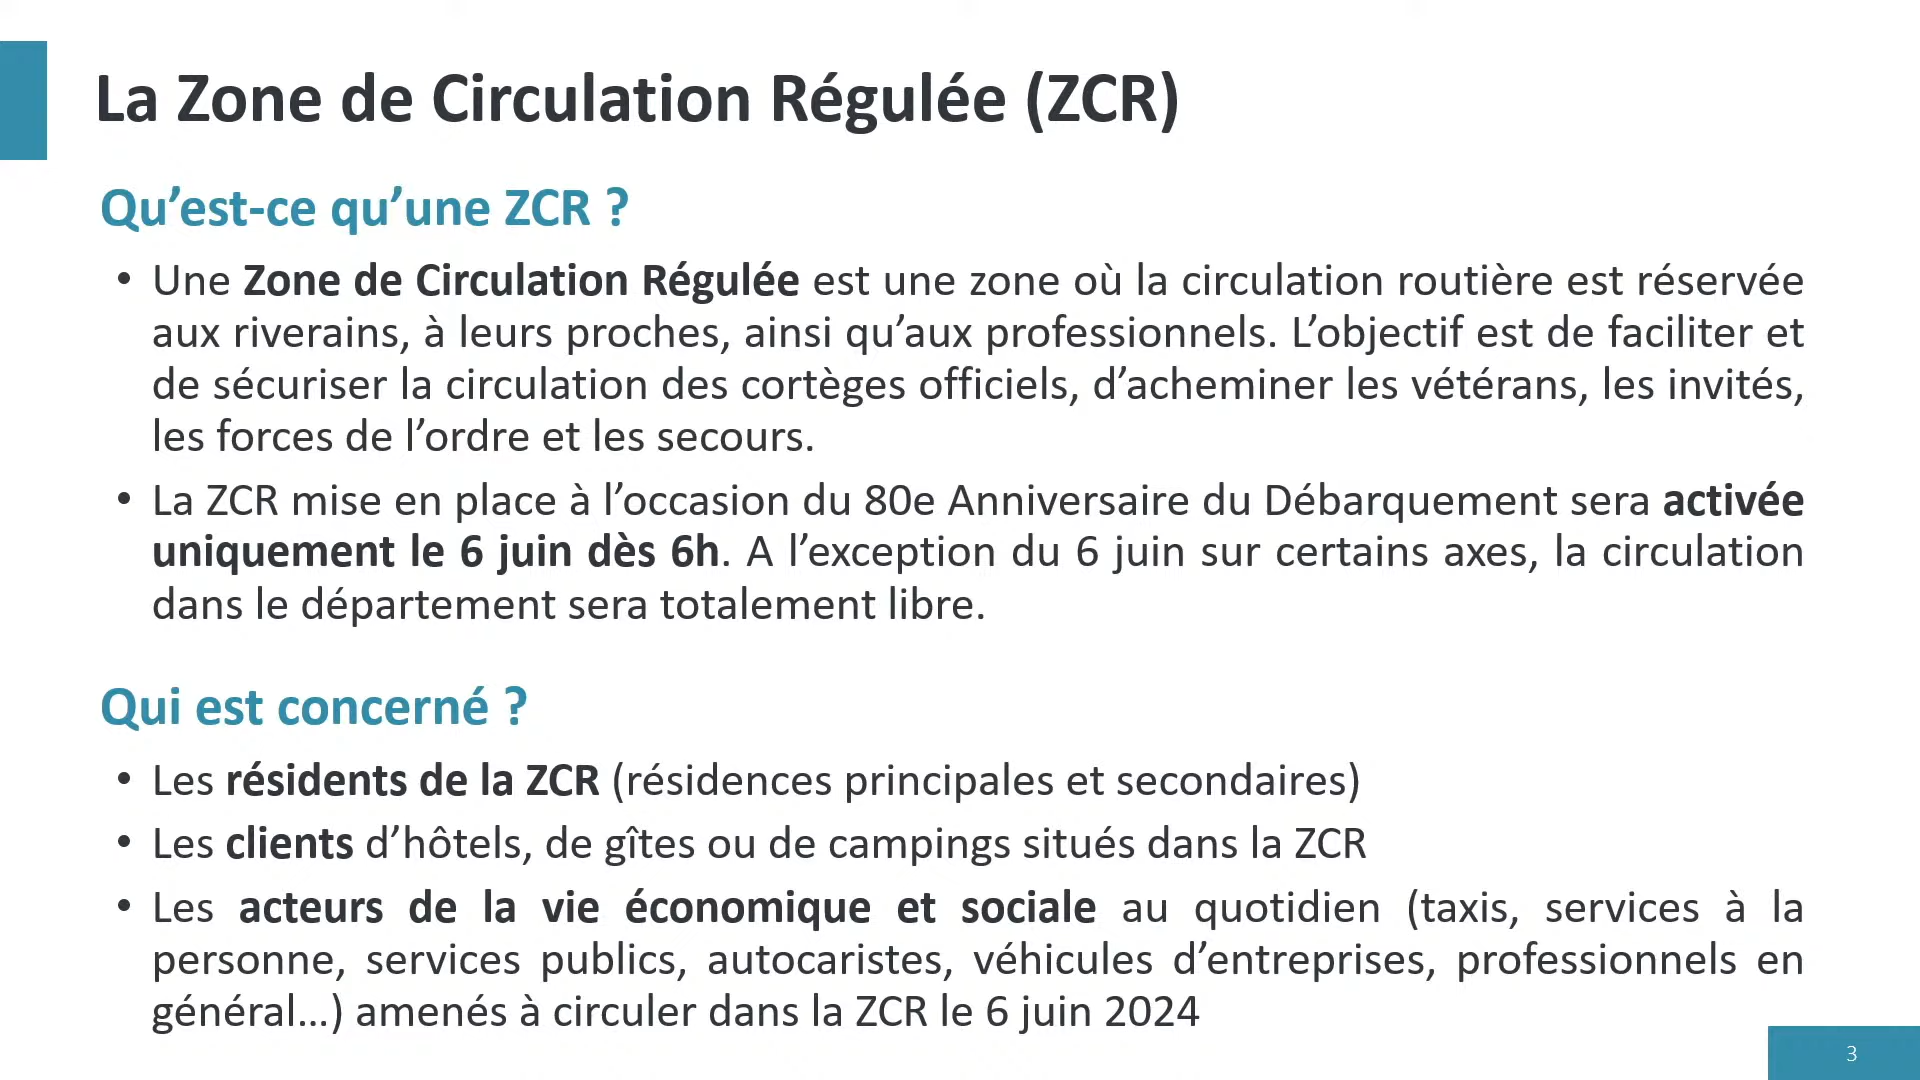 La Zone de Circulation Régulée (ZCR)
Qu’est-ce qu’une ZCR ?
• Une Zone de Circulation Régulée est une zone où la circulation routière est réservée
aux riverains, à leurs proches, ainsi qu’aux professionnels. L’objectif est de faciliter et
de sécuriser la circulation des cortèges officiels, d’acheminer les vétérans, les invités,
les forces de l’ordre et les secours.
• La ZCR mise en place à l’occasion du 80e Anniversaire du Débarquement sera activée
uniquement le 6 juin dès 6h. A l’exception du 6 juin sur certains axes, la circulation
dans le département sera totalement libre.
Qui est concerné ?
• Les résidents de la ZCR (résidences principales et secondaires)
• Les clients d’hôtels, de gîtes ou de campings situés dans la ZCR
• Les acteurs de la vie économique et sociale au quotidien (taxis, services à la
personne, services publics, autocaristes, véhicules d’entreprises, professionnels en
général…) amenés à circuler dans la ZCR le 6 juin 2024
3